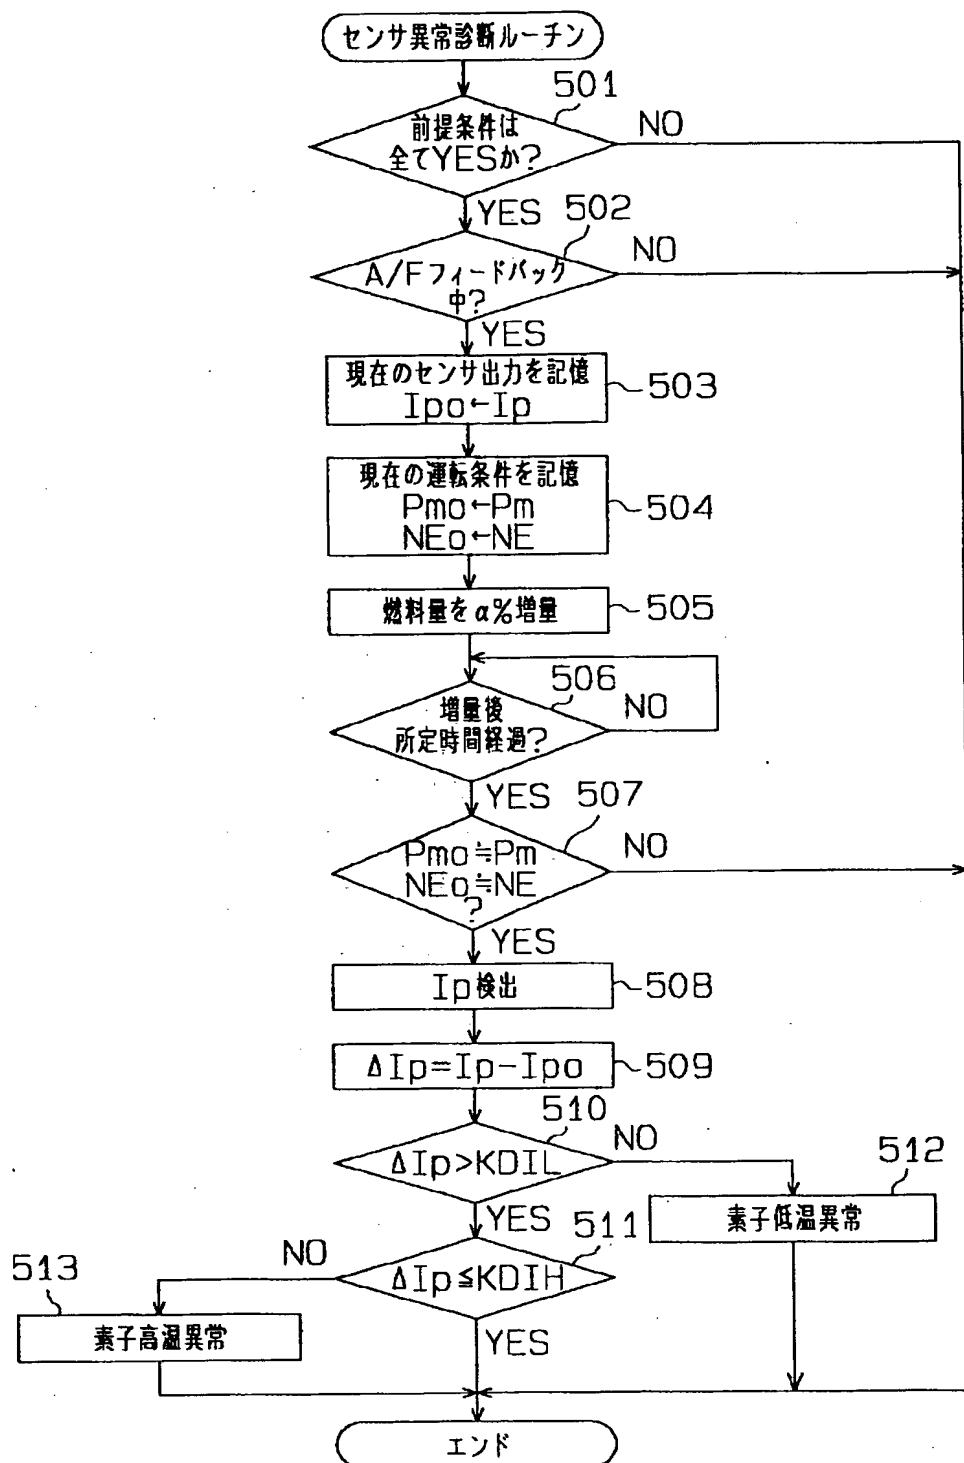 センサ異常診断ルーチン
501
前提条件は
全てYESか?
NO
YES
502
A/Fフィードバック
中?
NO
YES
現在のセンサ出力を記憶
Ipo←Ip
503
現在の運転条件を記憶
Pmo←Pm
NEo←NE
504
燃料量をα%増量
505
506
増量後
所定時間経過?
NO
YES
507
Pmo≒Pm
NEo≒NE
?
NO
YES
Ip検出
508
ΔIp=Ip-Ipo
509
510
ΔIp>KDIL
NO
512
素子低温異常
YES
511
ΔIp≦KDIH
NO
513
素子高温異常
YES
エンド